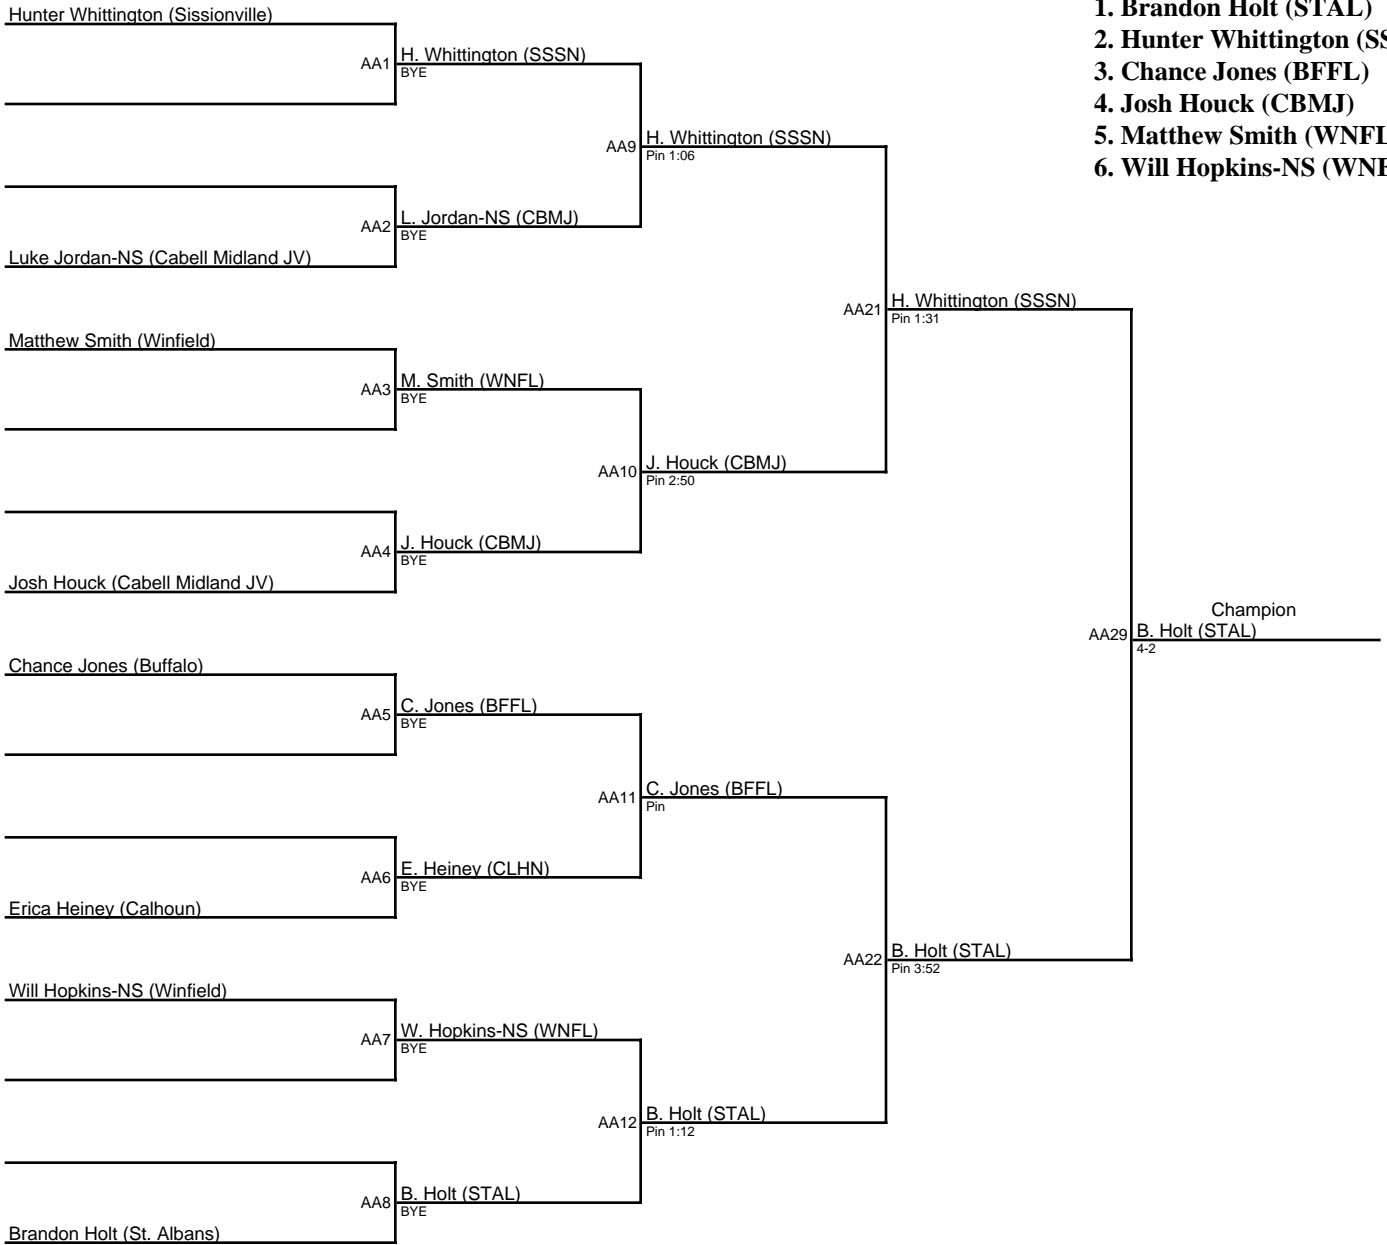 Hunter Whittington (Sissionville)
AA1
H. Whittington (SSSN)
BYE
AA2
L. Jordan-NS (CBMJ)
BYE
Luke Jordan-NS (Cabell Midland JV)
AA9
H. Whittington (SSSN)
Pin 1:06
Matthew Smith (Winfield)
AA3
M. Smith (WNFL)
BYE
AA10
J. Houck (CBMJ)
Pin 2:50
AA4
J. Houck (CBMJ)
BYE
Josh Houck (Cabell Midland JV)
AA21
H. Whittington (SSSN)
Pin 1:31
Chance Jones (Buffalo)
AA5
C. Jones (BFFL)
BYE
AA11
C. Jones (BFFL)
Pin
AA6
E. Heiney (CLHN)
BYE
Erica Heiney (Calhoun)
AA22
B. Holt (STAL)
Pin 3:52
Will Hopkins-NS (Winfield)
AA7
W. Hopkins-NS (WNFL)
BYE
AA12
B. Holt (STAL)
Pin 1:12
AA8
B. Holt (STAL)
BYE
Brandon Holt (St. Albans)
Champion
AA29
B. Holt (STAL)
4-2
1. Brandon Holt (STAL)
2. Hunter Whittington (SS
3. Chance Jones (BFFL)
4. Josh Houck (CBMJ)
5. Matthew Smith (WNFL
6. Will Hopkins-NS (WNF